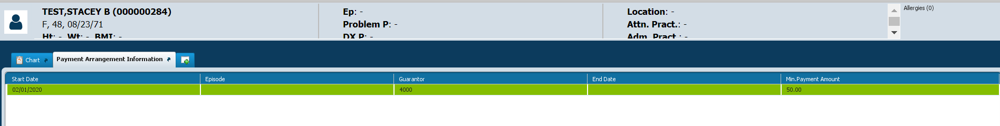 TEST,STACEY B (000000284)
F, 48, 08/23/71
Ht: - Wt: - BMI: -
Ep: -
Problem P: -
DX P: -
Location: -
Attn. Pract.: -
Adm. Pract.: -
Allergies (0)
Chart
Payment Arrangement Information
Start Date Episode Guarantor End Date Min.Payment Amount
02/01/2020 4000 50.00